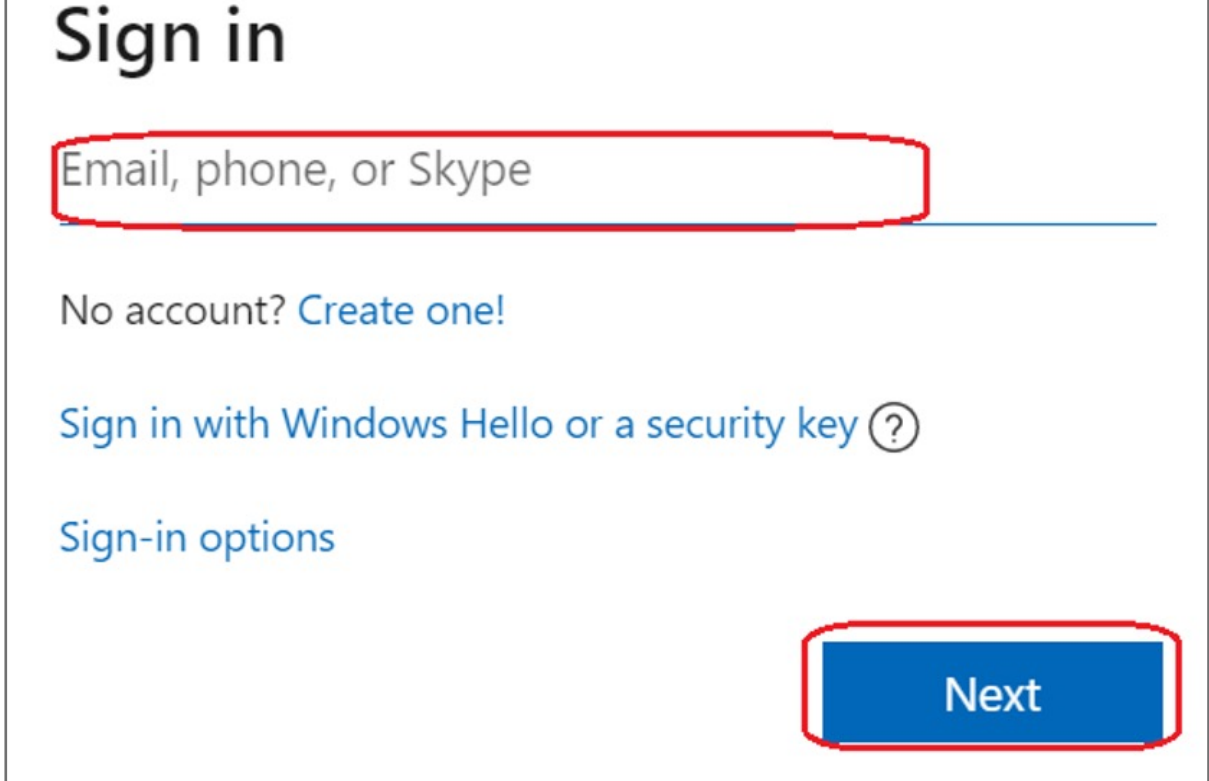 Sign in
Email, phone, or Skype
No account? Create one!
Sign in with Windows Hello or a security key ?
Sign-in options
Next